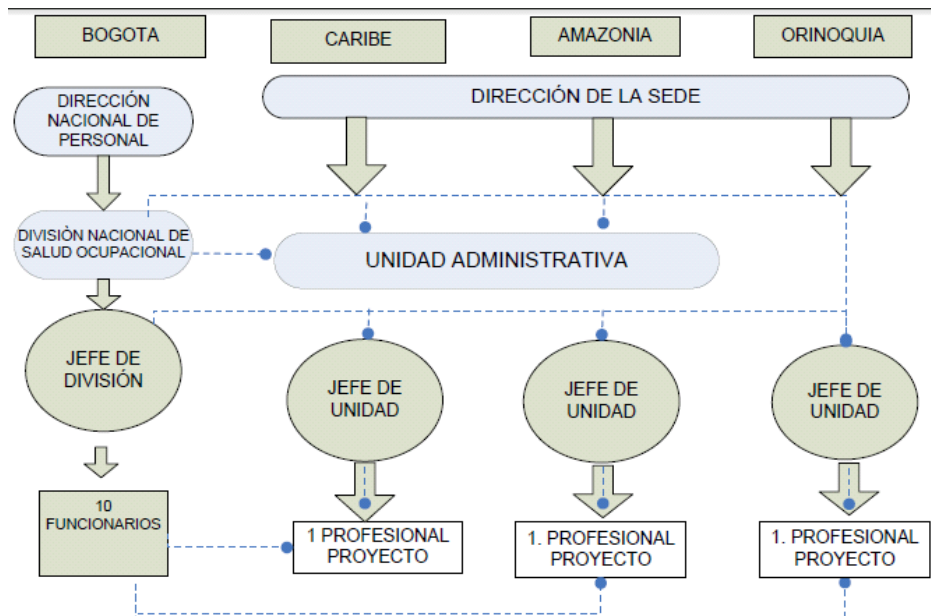 BOGOTA
CARIBE
AMAZONIA
ORINOQUIA
DIRECCIÓN
NACIONAL DE
PERSONAL
DIRECCIÓN DE LA SEDE
DIVISIÒN NACIONAL DE
SALUD OCUPACIONAL
UNIDAD ADMINISTRATIVA
JEFE DE
DIVISIÓN
JEFE DE
UNIDAD
JEFE DE
UNIDAD
JEFE DE
UNIDAD
10
FUNCIONARIOS
1 PROFESIONAL
PROYECTO
1. PROFESIONAL
PROYECTO
1. PROFESIONAL
PROYECTO